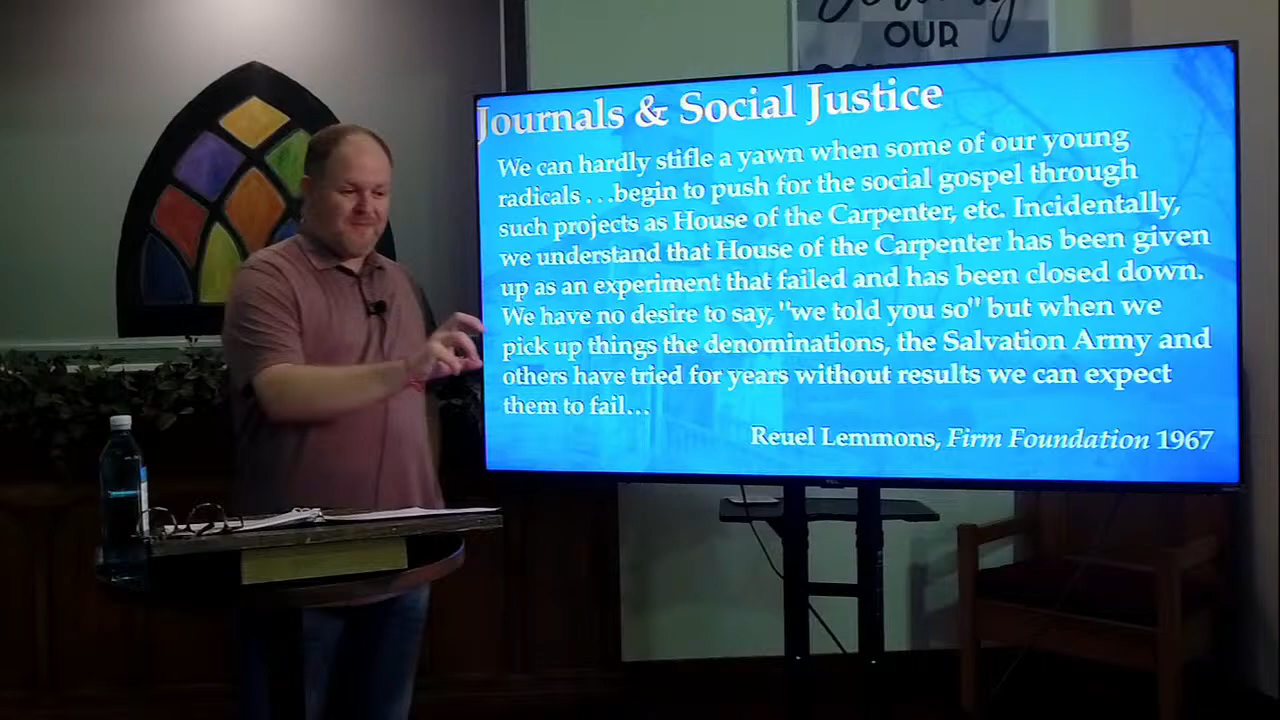 OUR
Journals & Social Justice
We can hardly stifle a yawn when some of our young
radicals . . .begin to push for the social gospel through
such projects as House of the Carpenter, etc. Incidentally,
we understand that House of the Carpenter has been given
up as an experiment that failed and has been closed down.
We have no desire to say, "we told you so" but when we
pick up things the denominations, the Salvation Army and
others have tried for years without results we can expect
them to fail...
Reuel Lemmons, Firm Foundation 1967